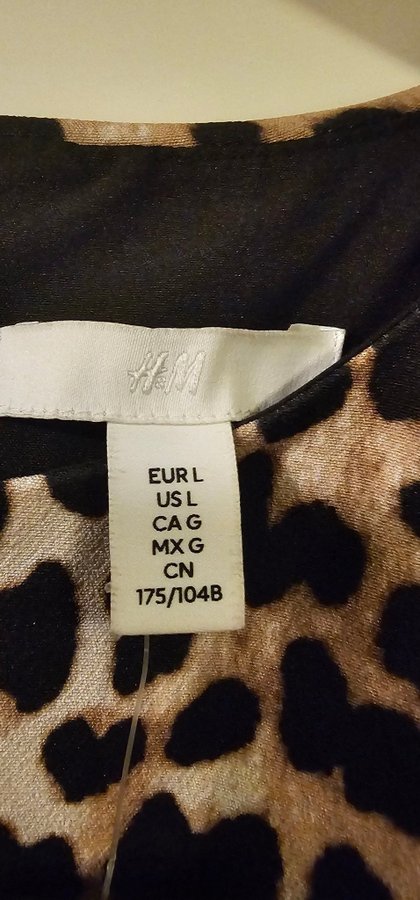 H&M
EUR L
US L
CA G
MX G
CN
175/104B